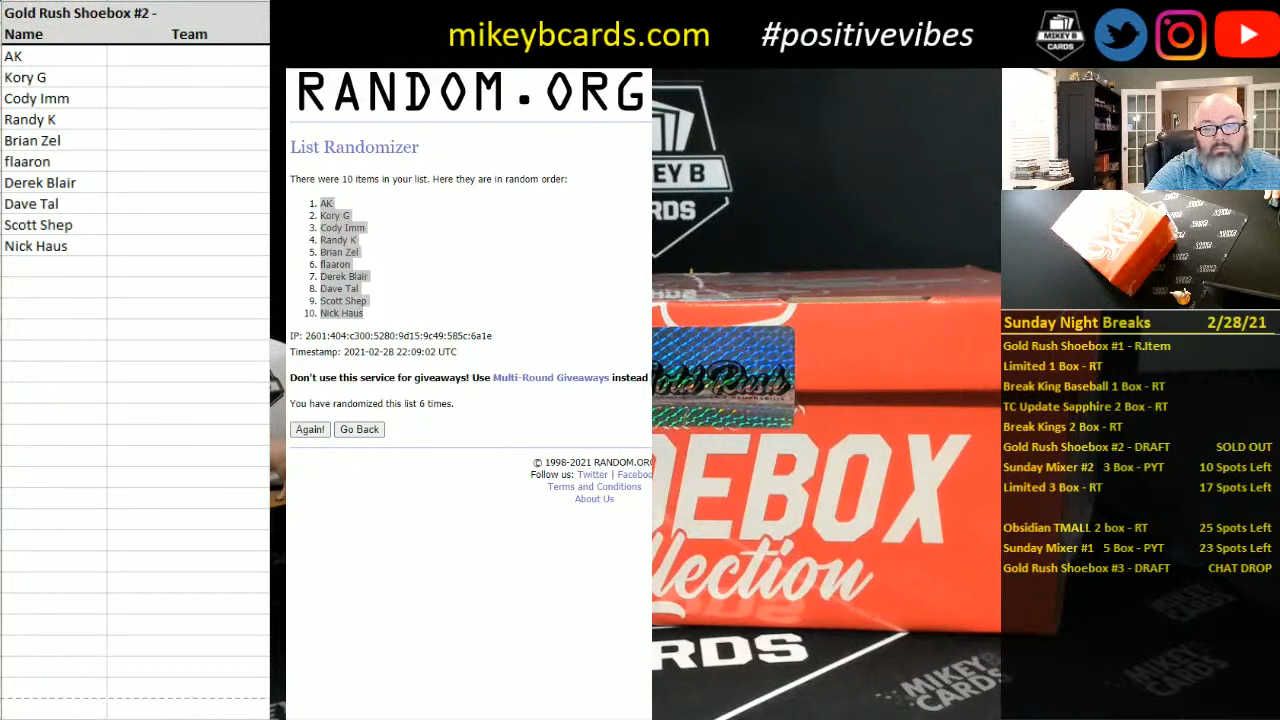 Gold Rush Shoebox #2 -
Name Team
AK
Kory G
Cody Imm
Randy K
Brian Zel
flaaron
Derek Blair
Dave Tal
Scott Shep
Nick Haus
mikeybcards.com #positivevibes
MIKEY B
CARDS
RANDOM.ORG
List Randomizer
There were 10 items in your list. Here they are in random order:
1. AK
2. Kory G
3. Cody Imm
4. Randy K
5. Brian Zel
6. flaaron
7. Derek Blair
8. Dave Tal
9. Scott Shep
10. Nick Haus
IP: 2601:404:c300:5280:9d15:9c49:585c:6a1e
Timestamp: 2021-02-28 22:09:02 UTC
Don't use this service for giveaways! Use Multi-Round Giveaways instead
You have randomized this list 6 times.
Again! Go Back
© 1998-2021 RANDOM.ORG
Follow us: Twitter | Faceboo
Terms and Conditions
About Us
EY B
RDS
Gold Rush
OEBOX
llection
RDS
MIKEY B
CARDS
Sunday Night Breaks 2/28/21
Gold Rush Shoebox #1 - R.Item
Limited 1 Box - RT
Break King Baseball 1 Box - RT
TC Update Sapphire 2 Box - RT
Break Kings 2 Box - RT
Gold Rush Shoebox #2 - DRAFT SOLD OUT
Sunday Mixer #2 3 Box - PYT 10 Spots Left
Limited 3 Box - RT 17 Spots Left
Obsidian TMALL 2 box - RT 25 Spots Left
Sunday Mixer #1 5 Box - PYT 23 Spots Left
Gold Rush Shoebox #3 - DRAFT CHAT DROP